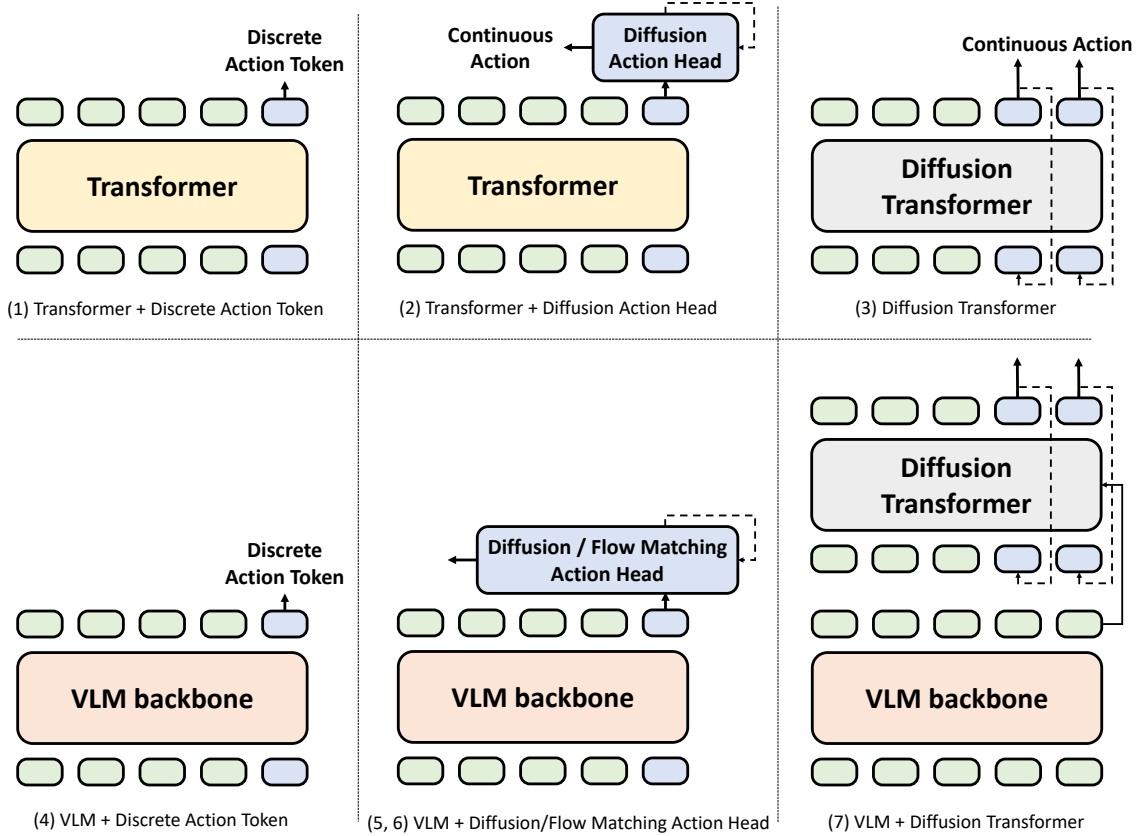 Discrete
Action Token
Transformer
(1) Transformer + Discrete Action Token
Continuous
Action
Diffusion
Action Head
Transformer
(2) Transformer + Diffusion Action Head
Continuous Action
Diffusion
Transformer
(3) Diffusion Transformer
Discrete
Action Token
VLM backbone
(4) VLM + Discrete Action Token
Diffusion / Flow Matching
Action Head
VLM backbone
(5, 6) VLM + Diffusion/Flow Matching Action Head
Diffusion
Transformer
VLM backbone
(7) VLM + Diffusion Transformer